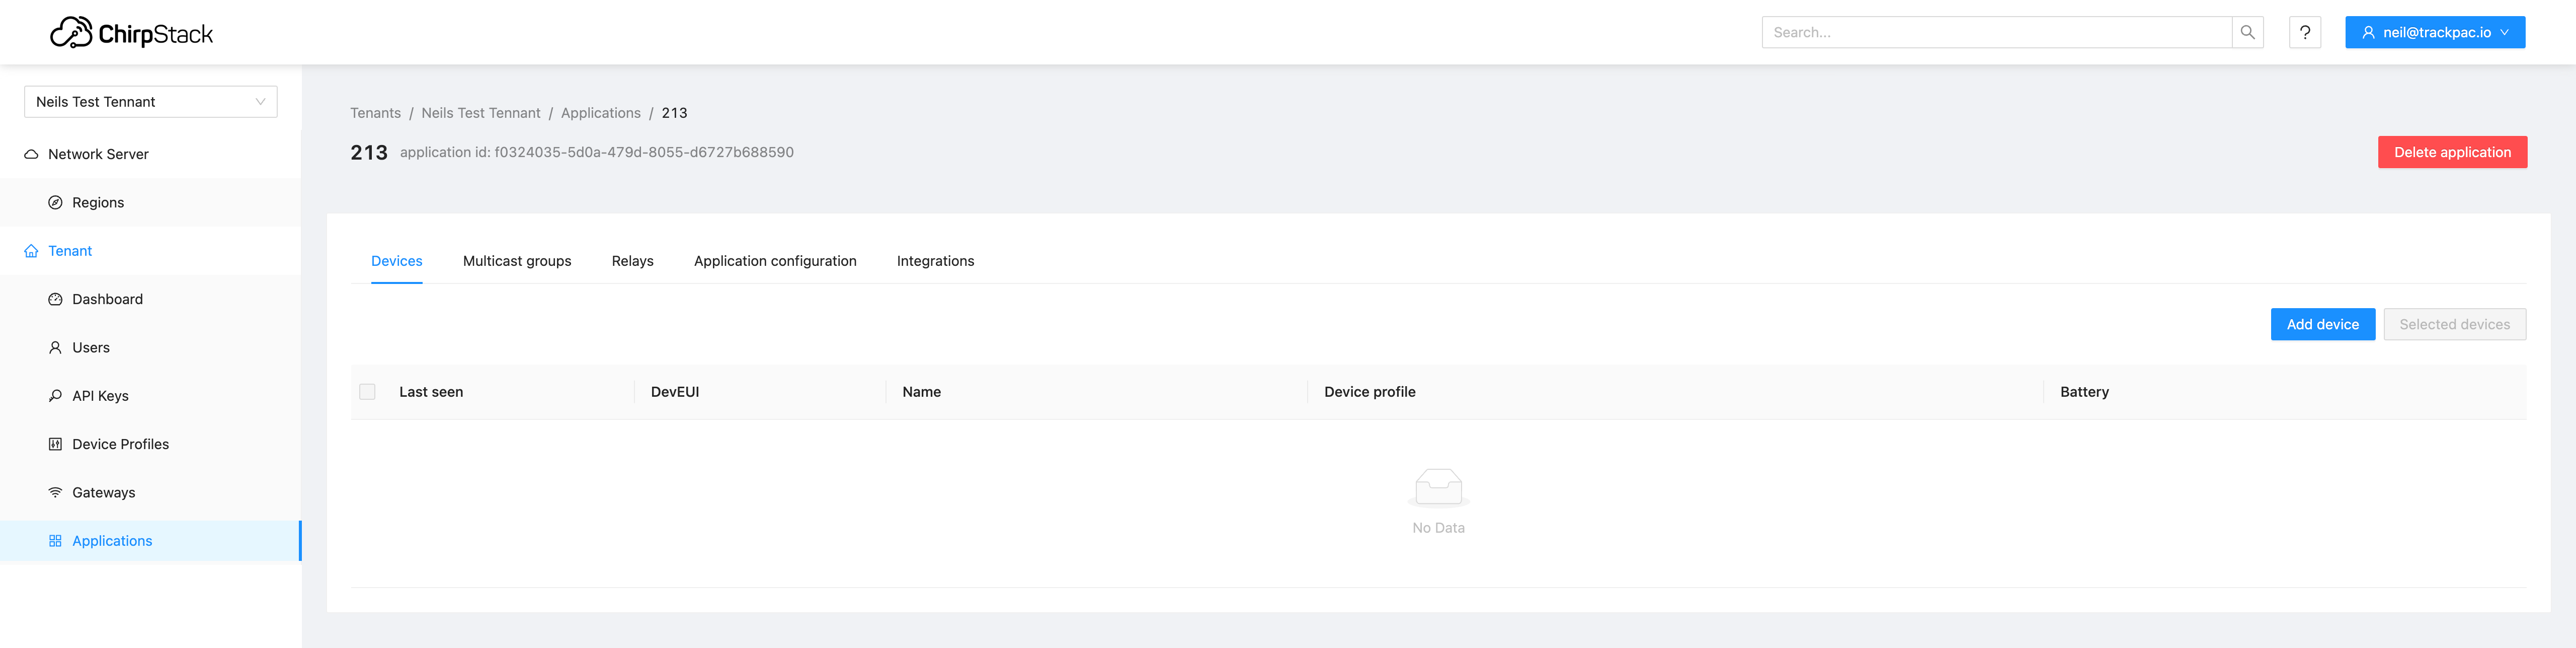 ChirpStack
Search...
?
neil@trackpac.io
Neils Test Tennant
Network Server
Regions
Tenant
Dashboard
Users
API Keys
Device Profiles
Gateways
Applications
Tenants / Neils Test Tennant / Applications / 213
213 application id: f0324035-5d0a-479d-8055-d6727b688590
Delete application
Devices Multicast groups Relays Application configuration Integrations
Add device Selected devices
Last seen DevEUI Name Device profile Battery
No Data